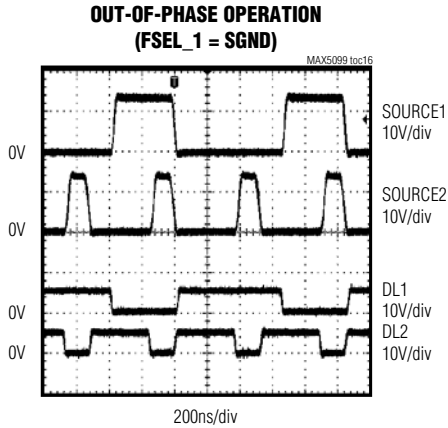 OUT-OF-PHASE OPERATION
(FSEL_1 = SGND)
MAX5099 toc16
SOURCE1
10V/div
0V
SOURCE2
10V/div
0V
DL1
10V/div
0V
DL2
10V/div
0V
200ns/div